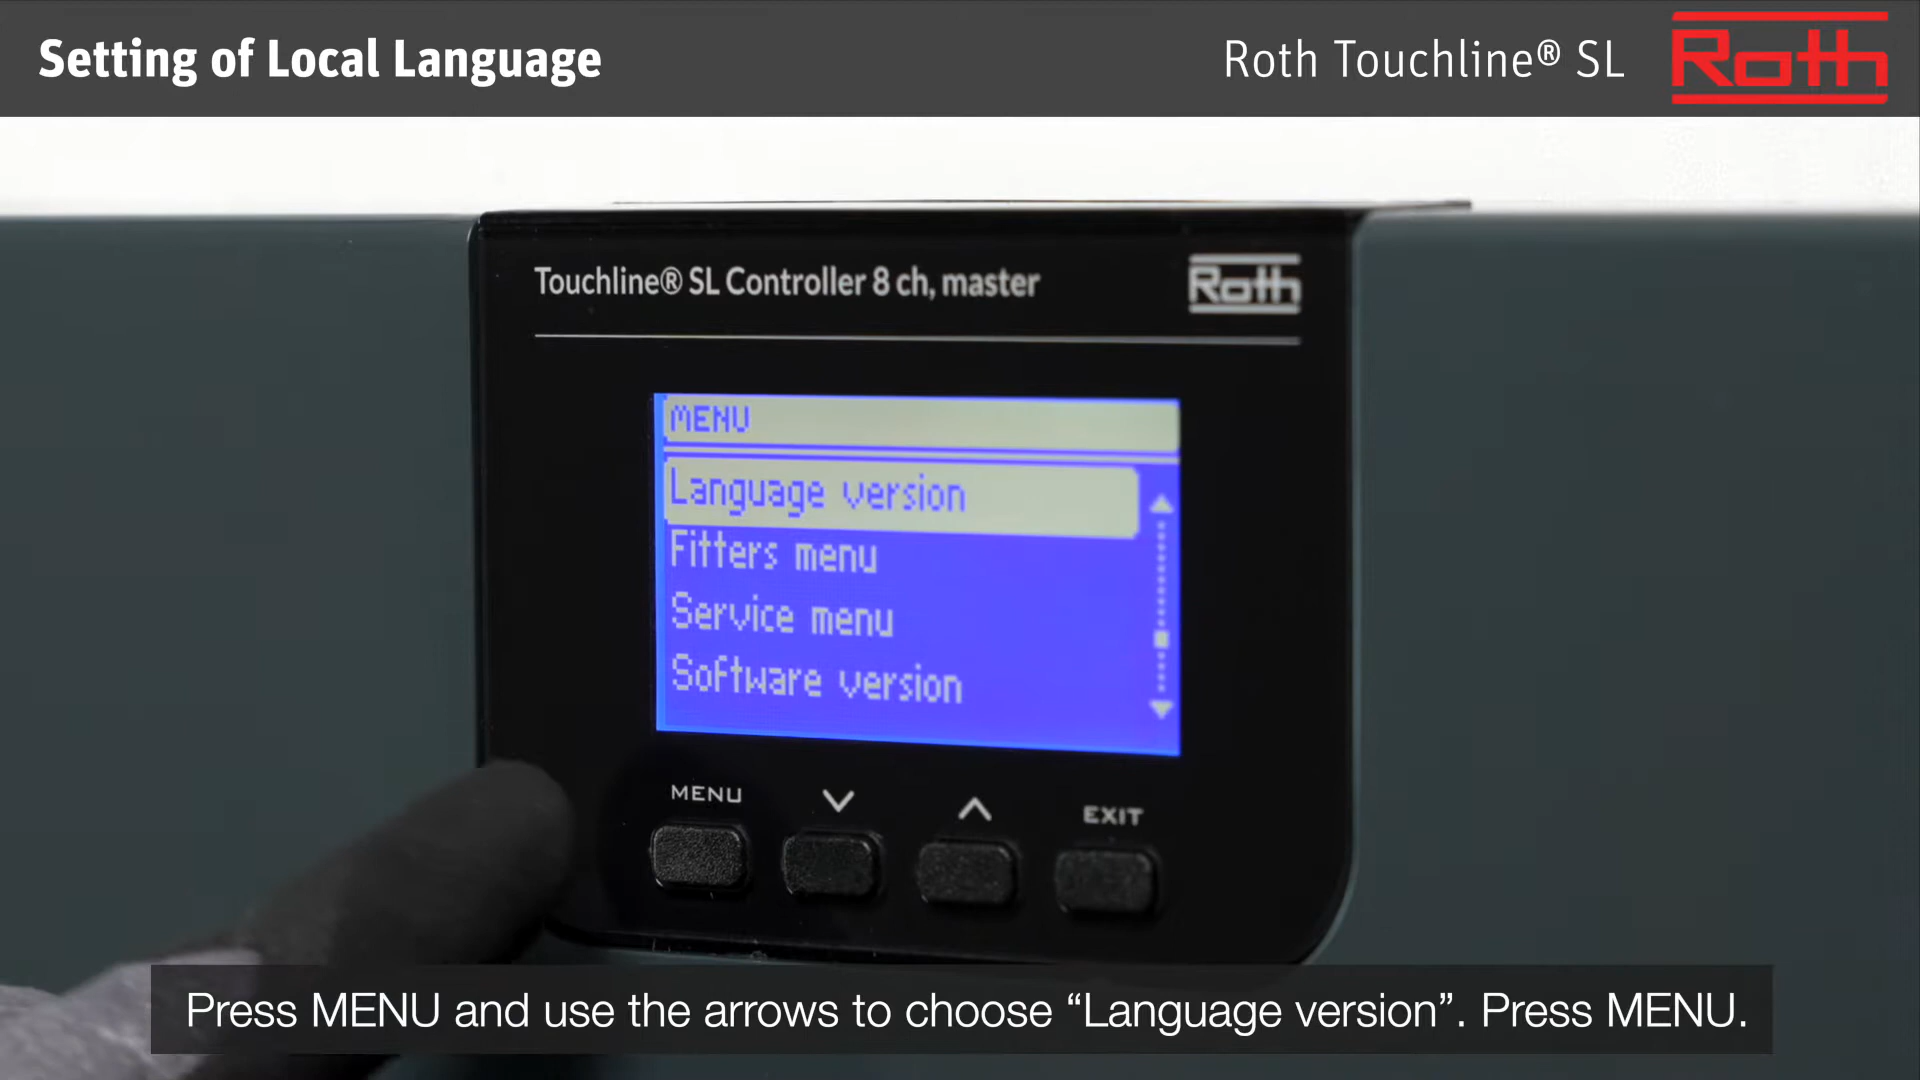 Setting of Local Language
Roth Touchline® SL
Roth
Touchline® SL Controller 8 ch, master
Roth
MENU
Language version
Fitters menu
Service menu
Software version
MENU
EXIT
Press MENU and use the arrows to choose “Language version”. Press MENU.